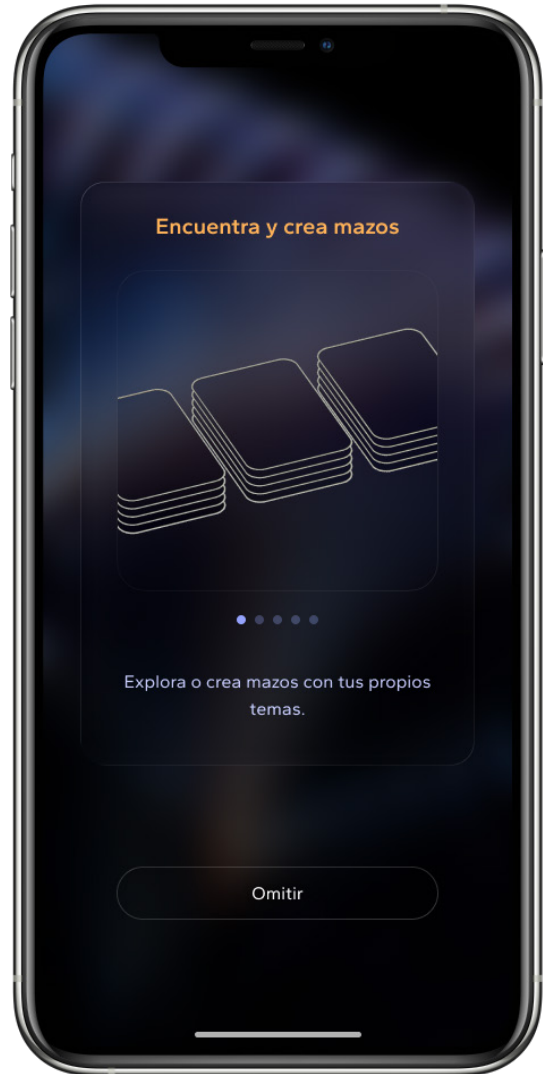 Encuentra y crea mazos
Explora o crea mazos con tus propios
temas.
Omitir